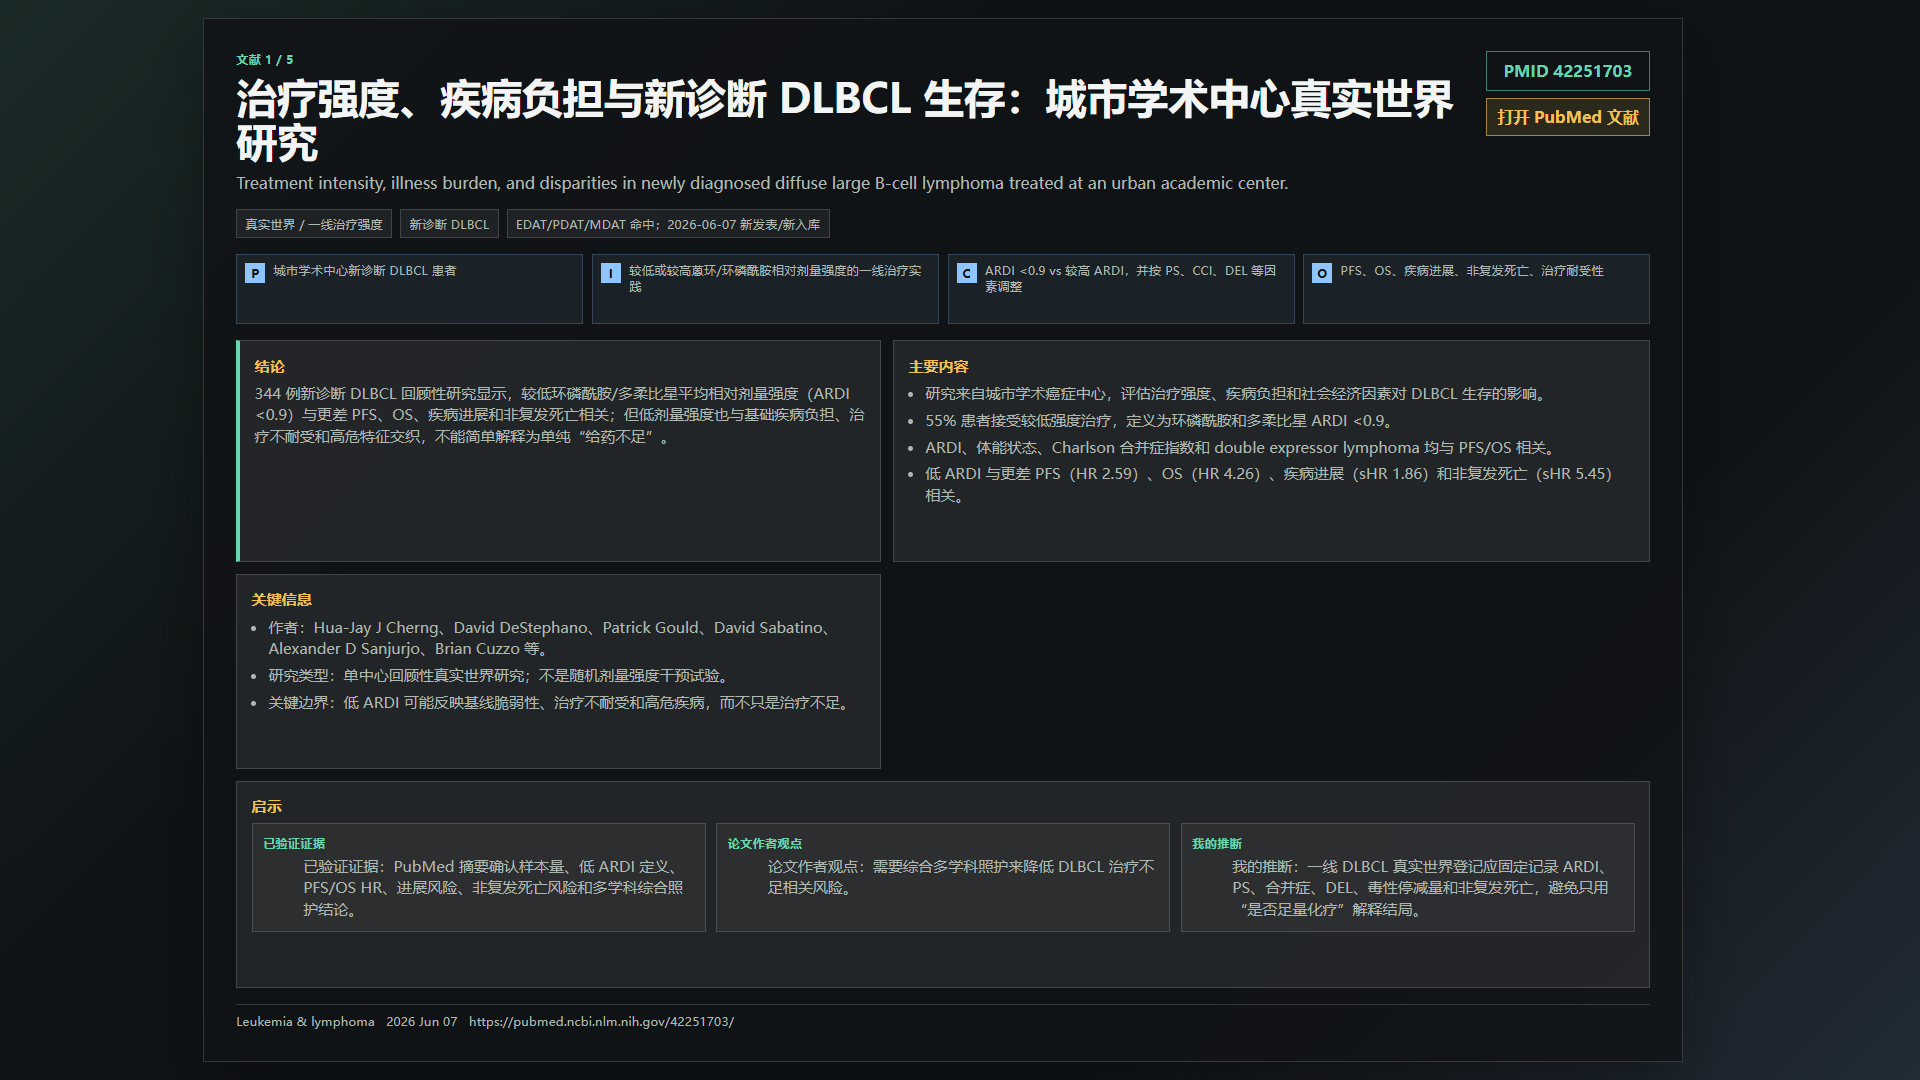 文献 1 / 5
治疗强度、疾病负担与新诊断 DLBCL 生存：城市学术中心真实世界
研究
PMID 42251703
打开 PubMed 文献
Treatment intensity, illness burden, and disparities in newly diagnosed diffuse large B-cell lymphoma treated at an urban academic center.
真实世界 / 一线治疗强度
新诊断 DLBCL
EDAT/PDAT/MDAT 命中；2026-06-07 新发表/新入库
P 城市学术中心新诊断 DLBCL 患者
I 较低或较高蒽环/环磷酰胺相对剂量强度的一线治疗实
践
C ARDI <0.9 vs 较高 ARDI，并按 PS、CCI、DEL 等因
素调整
O PFS、OS、疾病进展、非复发死亡、治疗耐受性
结论
344 例新诊断 DLBCL 回顾性研究显示，较低环磷酰胺/多柔比星平均相对剂量强度（ARDI
<0.9）与更差 PFS、OS、疾病进展和非复发死亡相关；但低剂量强度也与基础疾病负担、治
疗不耐受和高危特征交织，不能简单解释为单纯“给药不足”。
主要内容
• 研究来自城市学术癌症中心，评估治疗强度、疾病负担和社会经济因素对 DLBCL 生存的影响。
• 55% 患者接受较低强度治疗，定义为环磷酰胺和多柔比星 ARDI <0.9。
• ARDI、体能状态、Charlson 合并症指数和 double expressor lymphoma 均与 PFS/OS 相关。
• 低 ARDI 与更差 PFS（HR 2.59）、OS（HR 4.26）、疾病进展（sHR 1.86）和非复发死亡（sHR 5.45）
相关。
关键信息
• 作者：Hua-Jay J Cherng、David DeStephano、Patrick Gould、David Sabatino、
Alexander D Sanjurjo、Brian Cuzzo 等。
• 研究类型：单中心回顾性真实世界研究；不是随机剂量强度干预试验。
• 关键边界：低 ARDI 可能反映基线脆弱性、治疗不耐受和高危疾病，而不只是治疗不足。
启示
已验证证据
已验证证据：PubMed 摘要确认样本量、低 ARDI 定义、
PFS/OS HR、进展风险、非复发死亡风险和多学科综合照
护结论。
论文作者观点
论文作者观点：需要综合多学科照护来降低 DLBCL 治疗不
足相关风险。
我的推断
我的推断：一线 DLBCL 真实世界登记应固定记录 ARDI、
PS、合并症、DEL、毒性停减量和非复发死亡，避免只用
“是否足量化疗”解释结局。
Leukemia & lymphoma 2026 Jun 07 https://pubmed.ncbi.nlm.nih.gov/42251703/